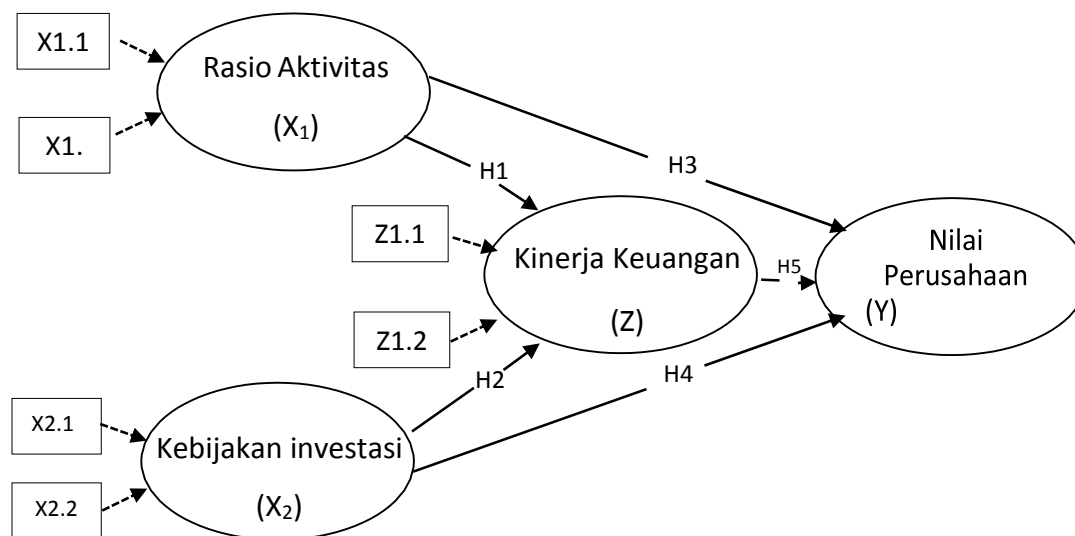 X1.1
Rasio Aktivitas
(X₁)
X1.
H1
H3
Z1.1
Kinerja Keuangan
(Z)
H5
Nilai
Perusahaan
(Y)
Z1.2
H2
H4
X2.1
Kebijakan investasi
(X₂)
X2.2